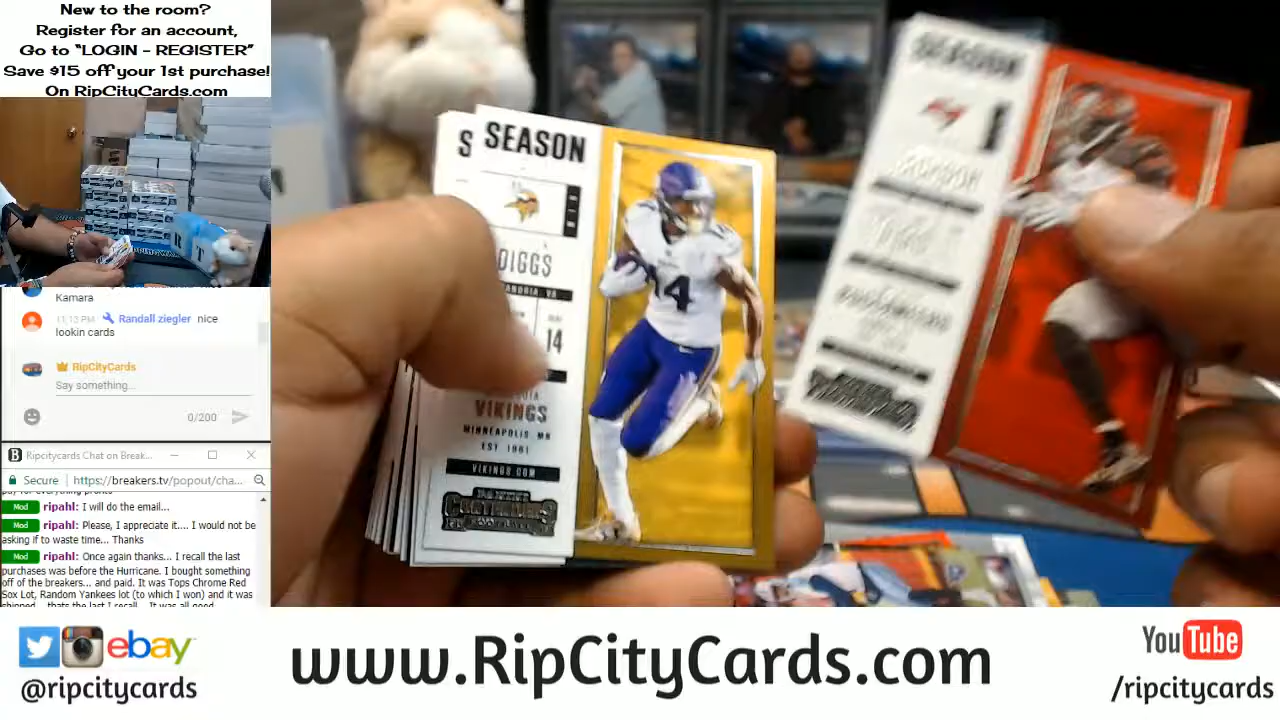 New to the room?
Register for an account,
Go to “LOGIN - REGISTER”
Save $15 off your 1st purchase!
On RipCityCards.com
Kamara
11:13 PM Randall ziegler nice
lookin cards
RipCityCards
Say something...
0/200
Ripcitycards Chat on Break...
Secure https://breakers.tv/popout/cha...
Mod ripahl: I will do the email...
Mod ripahl: Please, I appreciate it.... I would not be
asking if to waste time... Thanks
Mod ripahl: Once again thanks... I recall the last
purchases was before the Hurricane. I bought something
off of the breakers... and paid. It was Tops Chrome Red
Sox Lot, Random Yankees lot (to which I won) and it was
S SEASON
DIGGS
14
VIKINGS
MINNEAPOLIS MN
EST 1961
VIKINGS.COM
CONTENDERS
14
SEASON
ebay
@ripcitycards
www.RipCityCards.com
YouTube
/ripcitycards